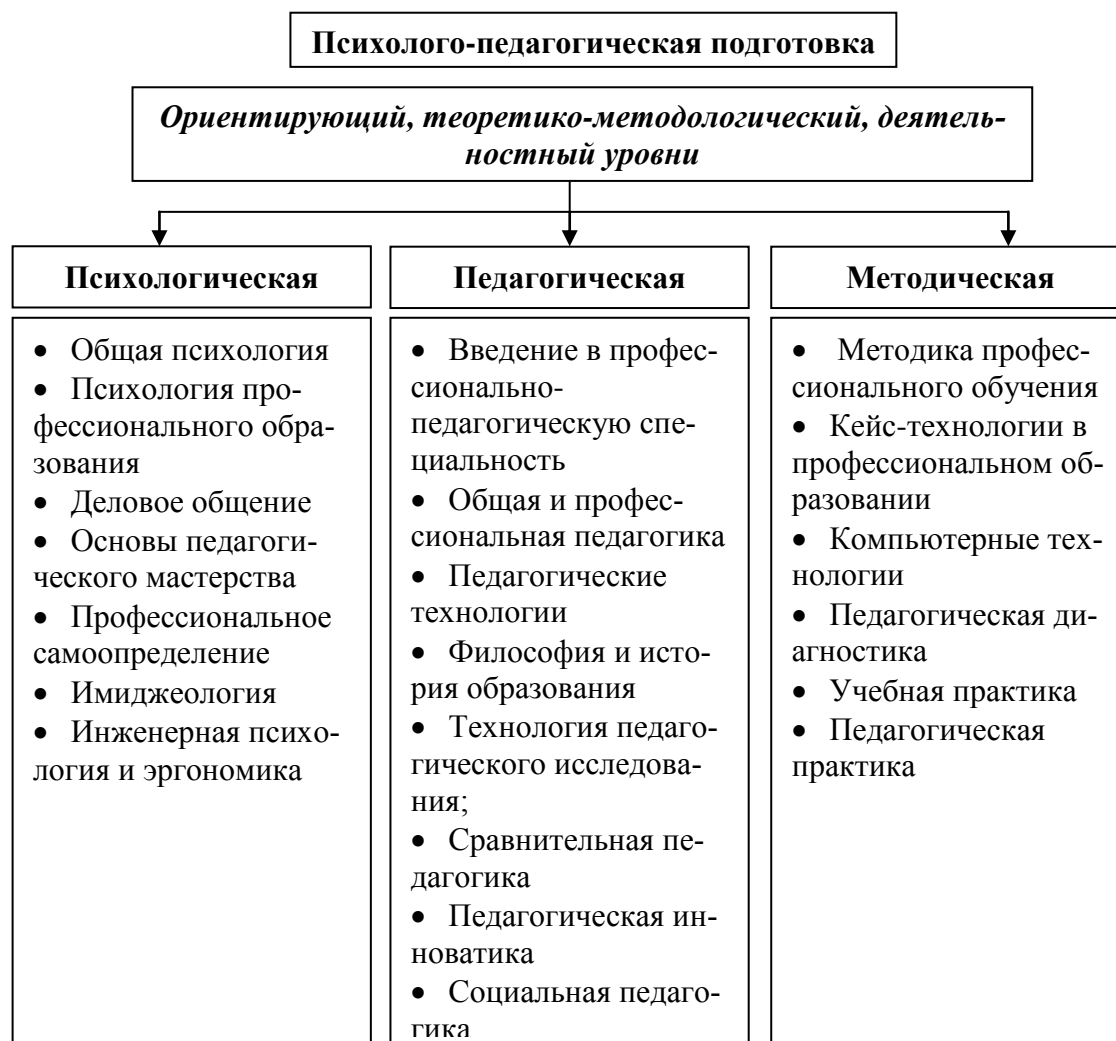 Психолого-педагогическая подготовка
Ориентирующий, теоретико-методологический, деятель-
ностный уровни
Психологическая
• Общая психология
• Психология про-
фессионального обра-
зования
• Деловое общение
• Основы педагоги-
ческого мастерства
• Профессиональное
самоопределение
• Имиджеология
• Инженерная психо-
логия и эргономика
Педагогическая
• Введение в профес-
сионально-
педагогическую спе-
циальность
• Общая и профес-
сиональная педагогика
• Педагогические
технологии
• Философия и исто-
рия образования
• Технология педаго-
гического исследова-
ния;
• Сравнительная пе-
дагогика
• Педагогическая ин-
новатика
• Социальная педаго-
гика
Методическая
• Методика профес-
сионального обучения
• Кейс-технологии в
профессиональном об-
разовании
• Компьютерные тех-
нологии
• Педагогическая ди-
агностика
• Учебная практика
• Педагогическая
практика